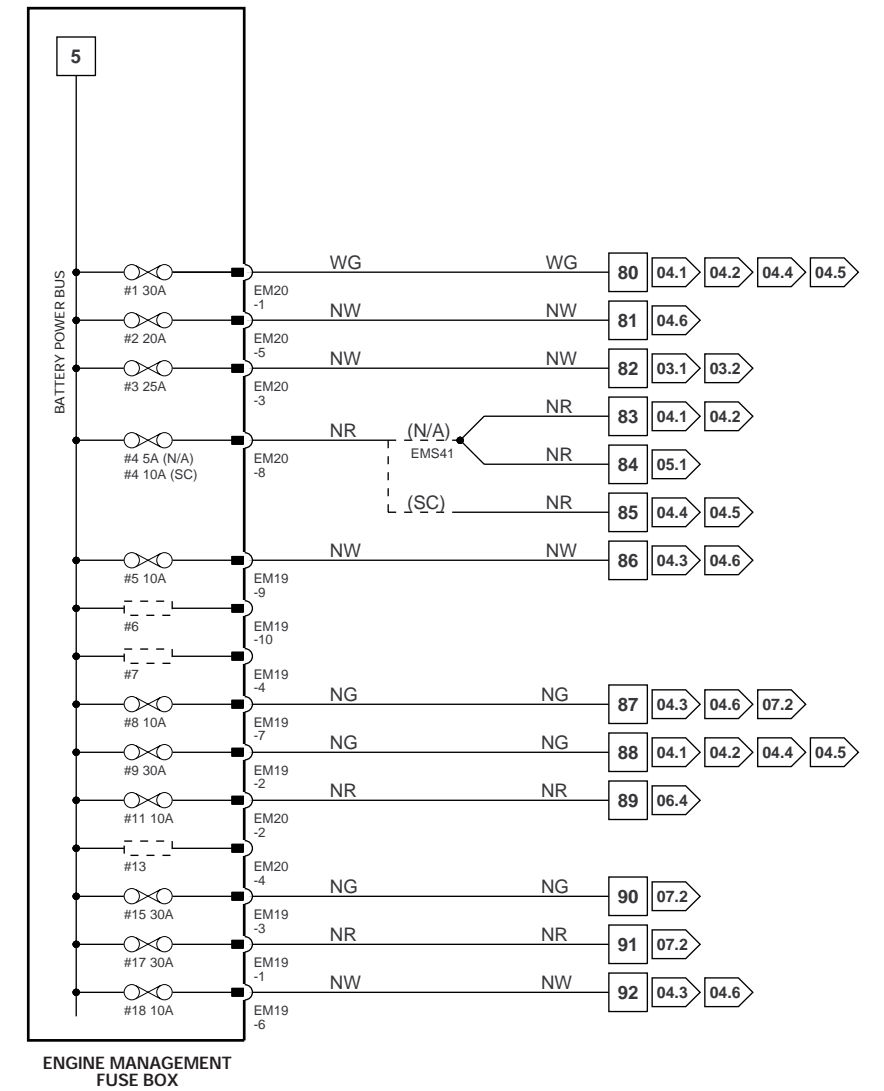 5
BATTERY POWER BUS
#1 30A
EM20
-1
WG WG 80 04.1 04.2 04.4 04.5
#2 20A
EM20
-5
NW NW 81 04.6
#3 25A
EM20
-3
NW NW 82 03.1 03.2
NR 83 04.1 04.2
#4 5A (N/A)
#4 10A (SC)
EM20
-8
NR (N/A)
EMS41
NR 84 05.1
(SC) NR 85 04.4 04.5
#5 10A
EM19
-9
NW NW 86 04.3 04.6
#6
EM19
-10
#7
EM19
-4
#8 10A
EM19
-7
NG NG 87 04.3 04.6 07.2
#9 30A
EM19
-2
NG NG 88 04.1 04.2 04.4 04.5
#11 10A
EM20
-2
NR NR 89 06.4
#13
EM20
-4
#15 30A
EM19
-3
NG NG 90 07.2
#17 30A
EM19
-1
NR NR 91 07.2
#18 10A
EM19
-6
NW NW 92 04.3 04.6
ENGINE MANAGEMENT
FUSE BOX